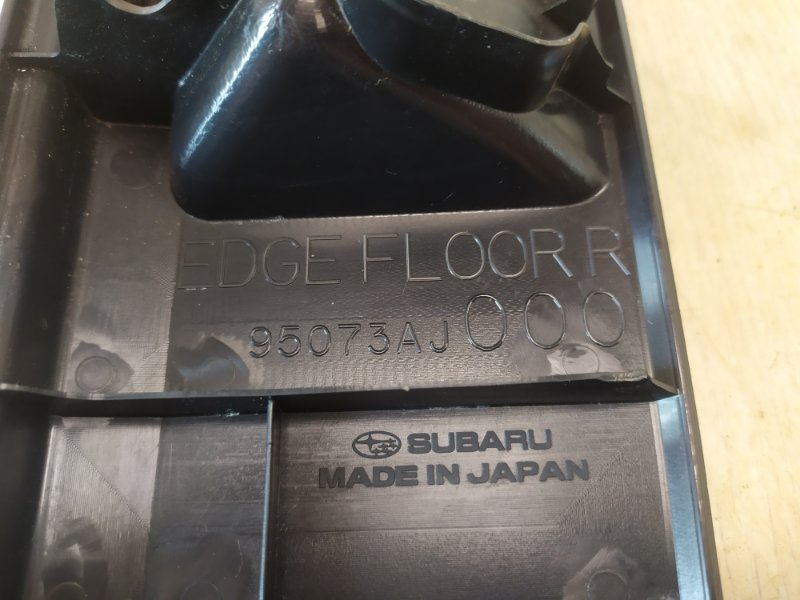 EDGE FLOOR R
95073AJ000
SUBARU
MADE IN JAPAN